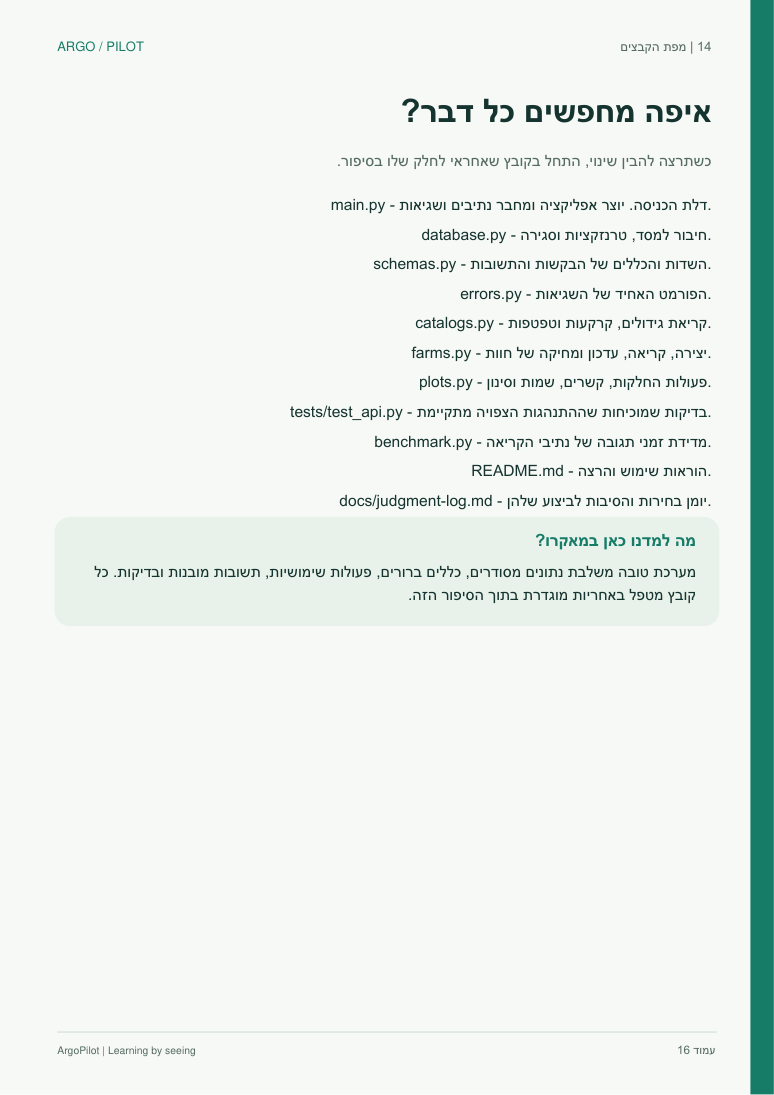 14 | מפת הקבצים
ARGO / PILOT
איפה מחפשים כל דבר?
כשתרצה להבין שינוי, התחל בקובץ שאחראי לחלק שלו בסיפור.
main.py - דלת הכניסה. יוצר אפליקציה ומחבר נתיבים ושגיאות.
database.py - חיבור למסד, טרנזקציות וסגירה.
schemas.py - השדות והכללים של הבקשות והתשובות.
errors.py - הפורמט האחיד של השגיאות.
catalogs.py - קריאת גידולים, קרקעות וטפטפות.
farms.py - יצירה, קריאה, עדכון ומחיקה של חוות.
plots.py - פעולות החלקות, קשרים, שמות וסינון.
tests/test_api.py - בדיקות שמוכיחות שההתנהגות הצפויה מתקיימת.
benchmark.py - מדידת זמני תגובה של נתיבי הקריאה.
README.md - הוראות שימוש והרצה.
docs/judgment-log.md - יומן בחירות והסיבות לביצוע שלהן.
מה למדנו כאן במאקרו?
מערכת טובה משלבת נתונים מסודרים, כללים ברורים, פעולות שימושיות, תשובות מובנות ובדיקות. כל
קובץ מטפל באחריות מוגדרת בתוך הסיפור הזה.
עמוד 16
ArgoPilot | Learning by seeing